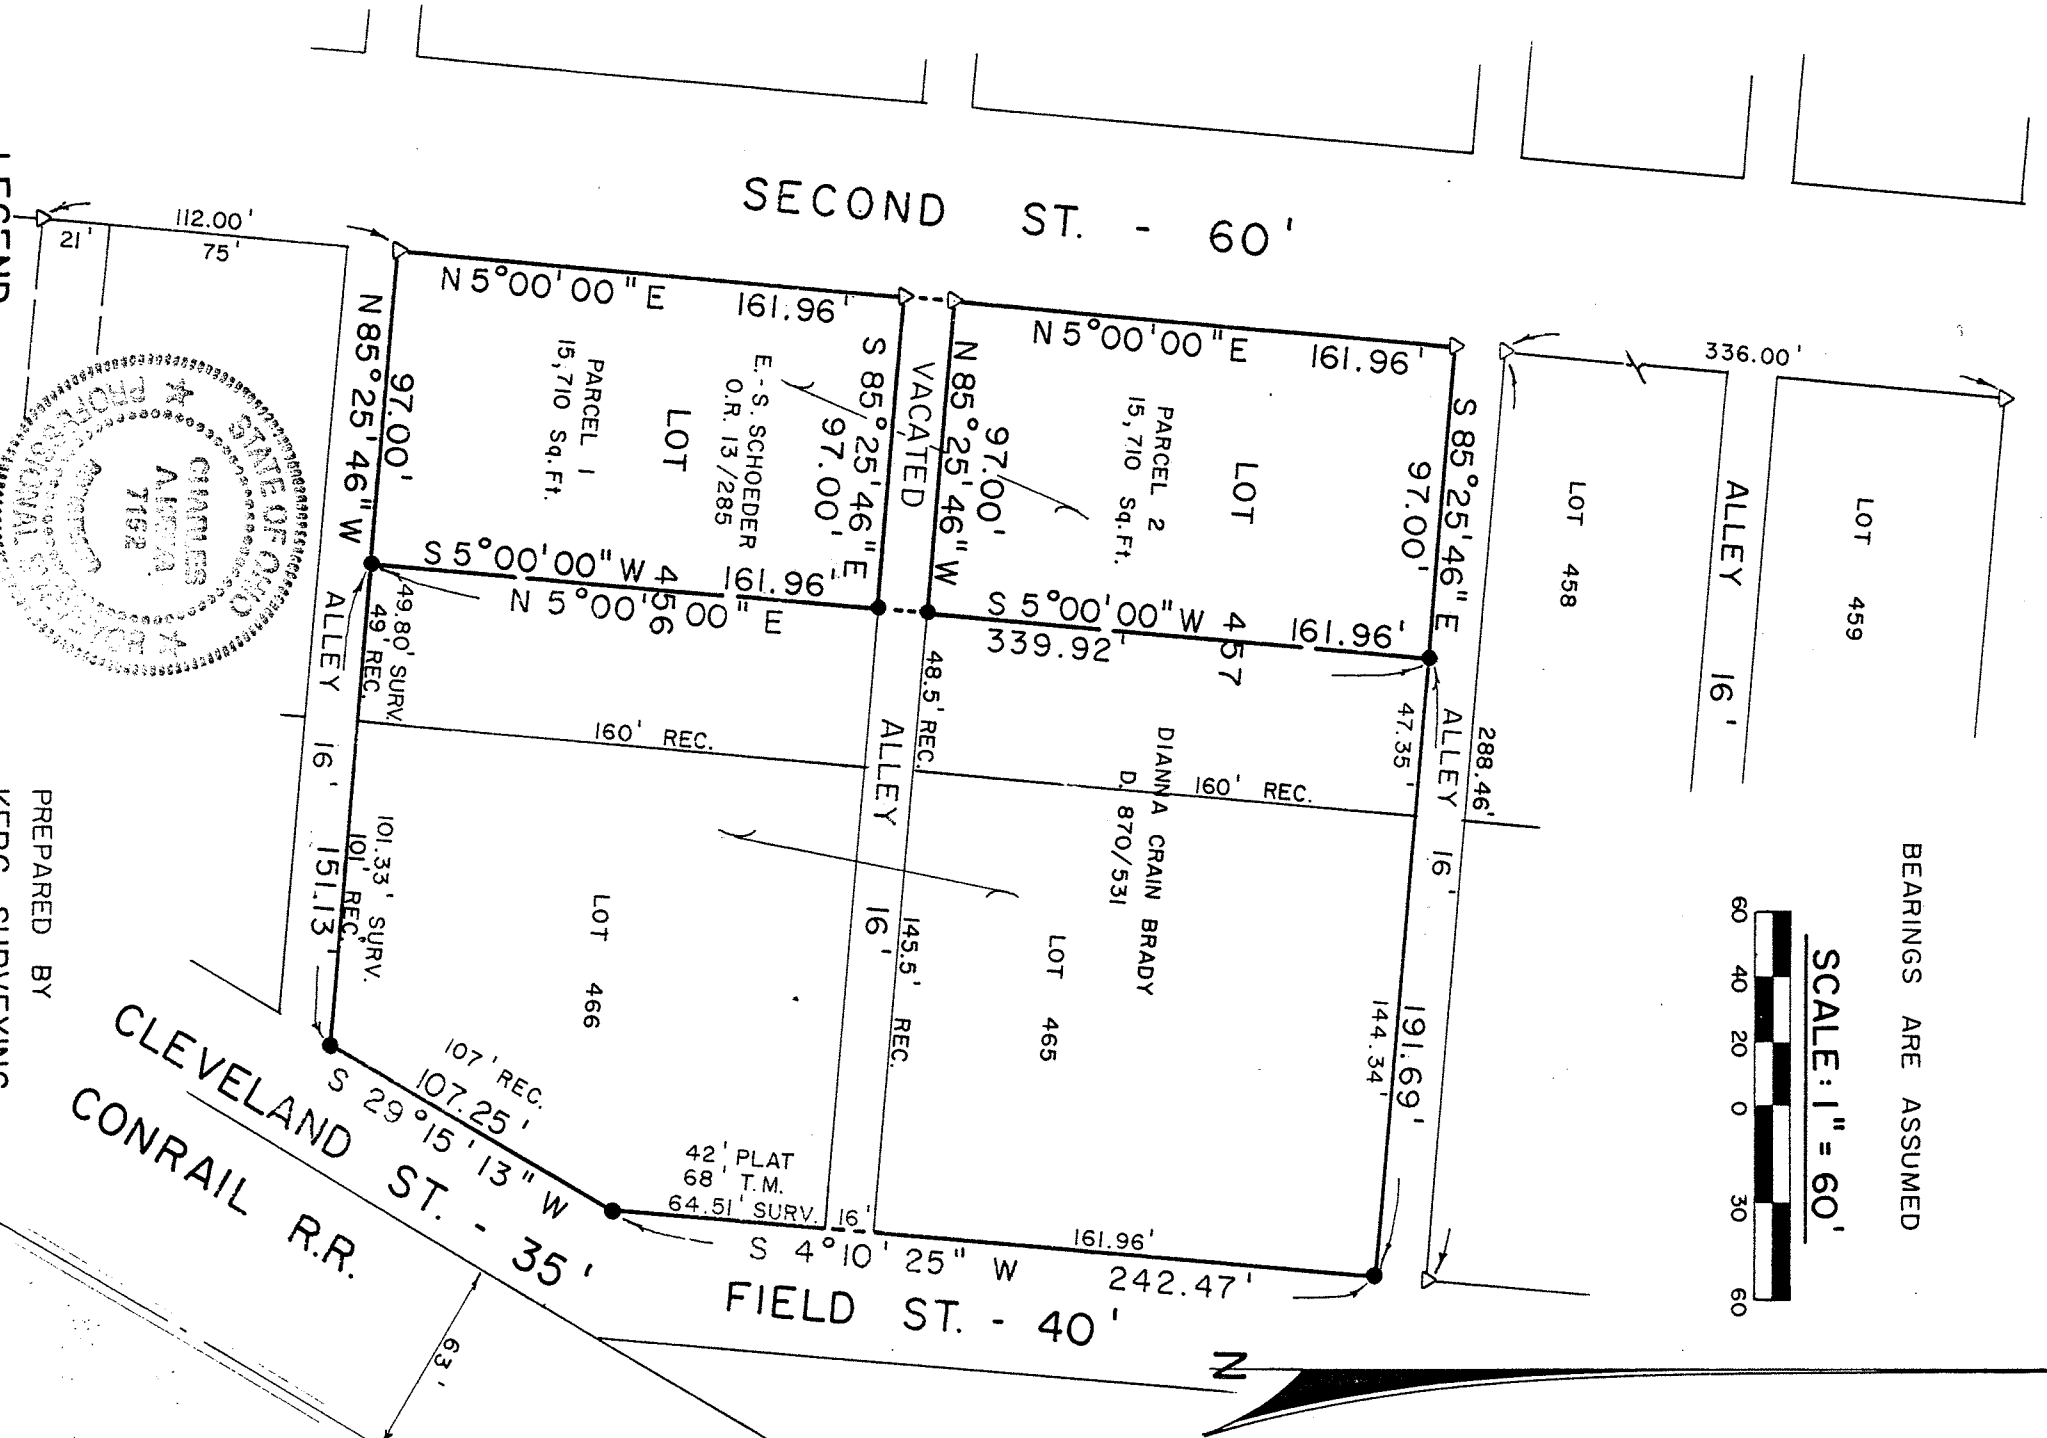 SECOND ST. - 60'
112.00'
21'
75'
336.00'
N 5°00'00" E 161.96'
N 5°00'00" E 161.96'
N 85°25'46" W
97.00'
S 85°25'46" E
97.00'
VACATED
N 85°25'46" W
97.00'
S 85°25'46" E
97.00'
PARCEL 1
15,710 Sq.Ft.
LOT 456
E.-S. SCHOEDER
O.R. 13/285
PARCEL 2
15,710 Sq.Ft.
LOT 457
LOT 458
ALLEY 16'
LOT 459
S 5°00'00" W 161.96'
N 5°00'00" E 339.92'
S 5°00'00" W 161.96'
49.80' SURV.
49' REC.
ALLEY 16'
48.5' REC.
47.35'
ALLEY 16'
288.46'
160' REC.
160' REC.
ALLEY 16'
DIANNA CRAIN BRADY
D. 870/531
101.33' SURV.
101' REC.
151.13'
LOT 466
145.5' REC.
LOT 465
144.34'
191.69'
107' REC.
107.25'
S 29°15'13" W
42' PLAT
68' T.M.
64.51' SURV.
16'
161.96'
S 4°10'25" W 242.47'
CLEVELAND ST. - 35'
FIELD ST. - 40'
CONRAIL R.R.
63'
N
BEARINGS ARE ASSUMED
SCALE: 1" = 60'
60 40 20 0 30 60
STATE OF OHIO
CHARLES
7152
LEGEND
PREPARED BY
SURVEYING